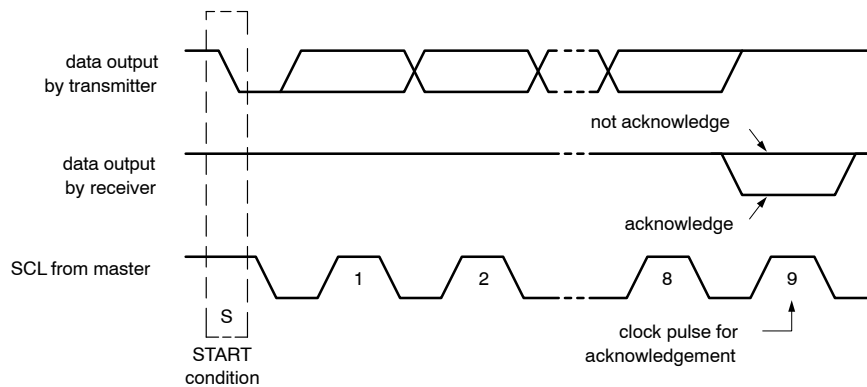 data output
by transmitter
not acknowledge
data output
by receiver
acknowledge
SCL from master
1
2
8
9
S
START
condition
clock pulse for
acknowledgement